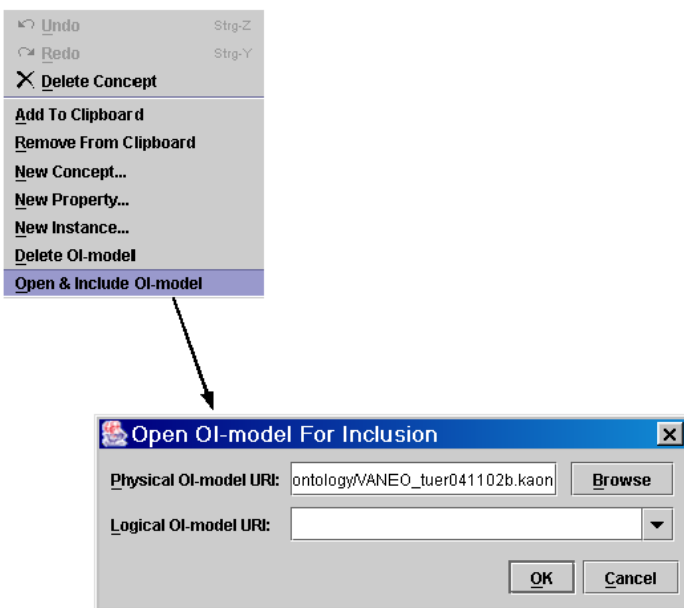 Undo Strg-Z
Redo Strg-Y
Delete Concept
Add To Clipboard
Remove From Clipboard
New Concept...
New Property...
New Instance...
Delete OI-model
Open & Include OI-model
Open OI-model For Inclusion
Physical OI-model URI: ontology/VANEO_tuer041102b.kaon Browse
Logical OI-model URI:
OK Cancel